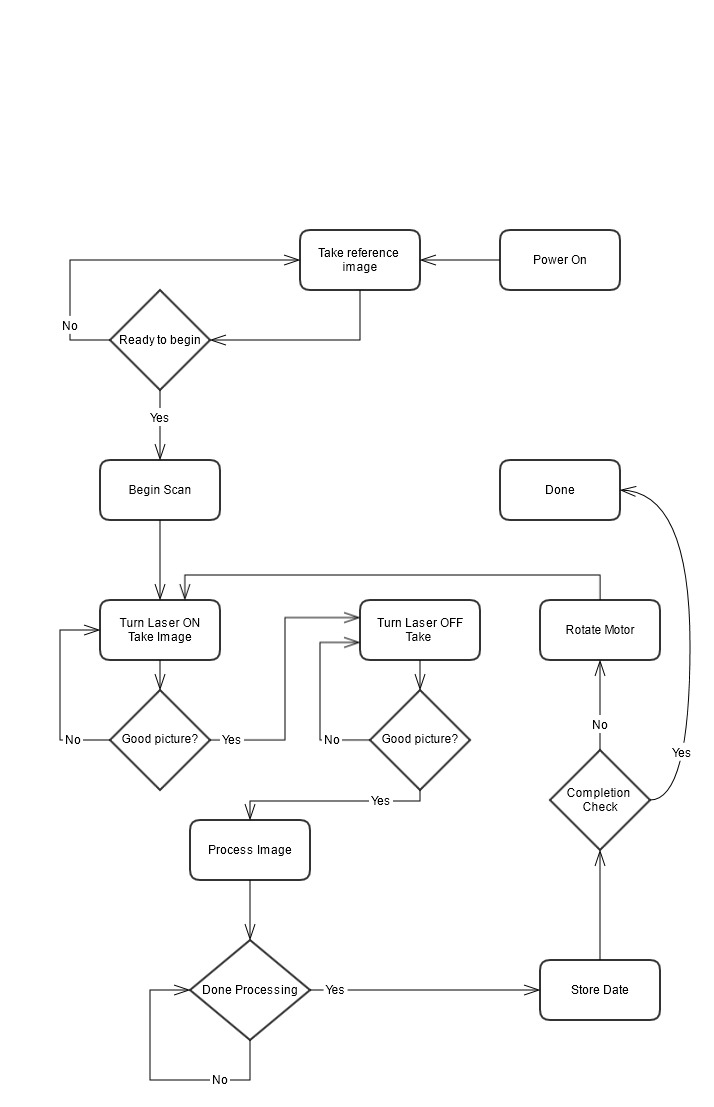 Take reference
image
Power On
No
Ready to begin
Yes
Begin Scan
Done
Turn Laser ON
Take Image
Turn Laser OFF
Take
Rotate Motor
No
Good picture?
Yes
No
Good picture?
No
Yes
Completion
Check
Yes
Process Image
Done Processing
Yes
Store Date
No